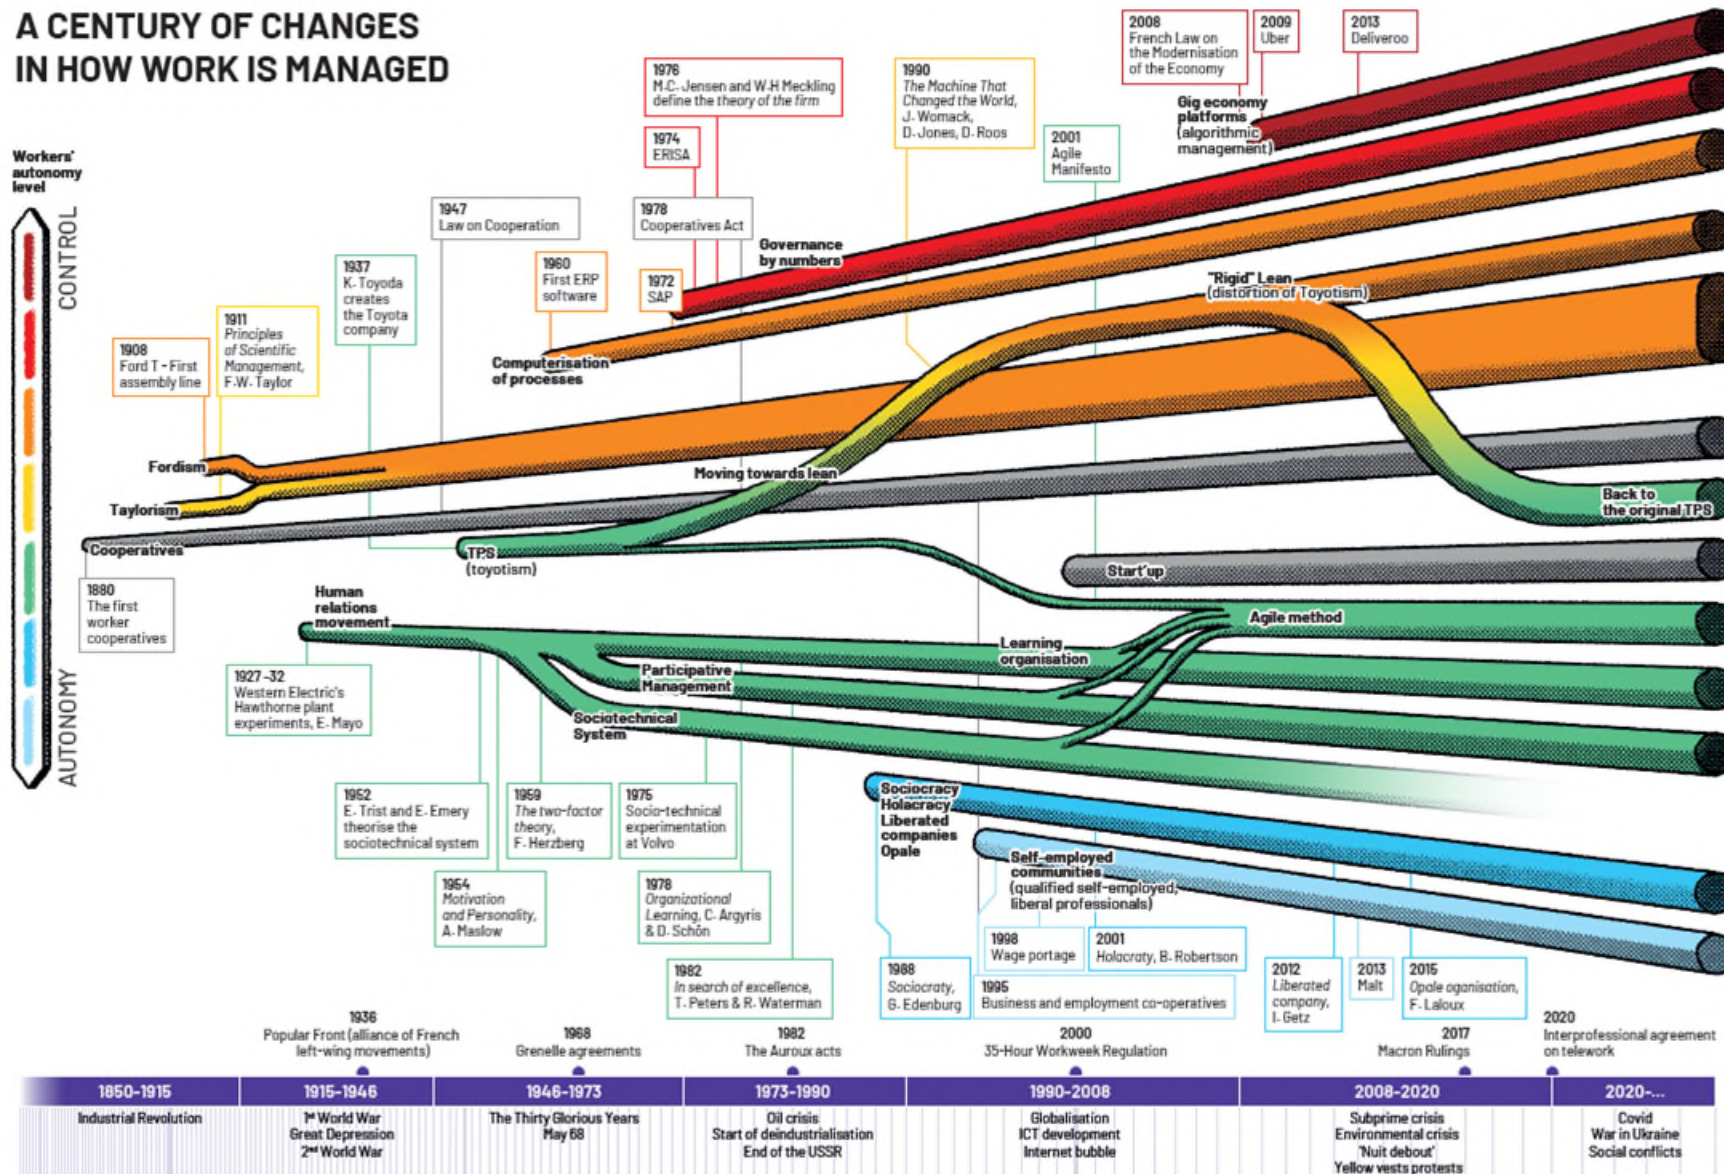 A CENTURY OF CHANGES
IN HOW WORK IS MANAGED
Workers'
autonomy
level
CONTROL
AUTONOMY
1908
Ford T - First
assembly line
1911
Principles
of Scientific
Management,
F.W. Taylor
1937
K. Toyoda
creates
the Toyota
company
1947
Law on Cooperation
1960
First ERP
software
1972
SAP
1974
ERISA
1976
M.C. Jensen and W.H Meckling
define the theory of the firm
1978
Cooperatives Act
1990
The Machine That
Changed the World,
J. Womack,
D. Jones, D. Roos
2001
Agile
Manifesto
2008
French Law on
the Modernisation
of the Economy
2009
Uber
2013
Deliveroo
Gig economy
platforms
(algorithmic
management)
Governance
by numbers
Computerisation
of processes
"Rigid" Lean
(distortion of Toyotism)
Fordism
Taylorism
Cooperatives
Moving towards lean
TPS
(toyotism)
Back to
the original TPS
Start'up
Agile method
Human
relations
movement
Learning
organisation
Participative
Management
Sociotechnical
System
Sociocracy
Holacracy
Liberated
companies
Opale
Self-employed
communities
(qualified self-employed,
liberal professionals)
1880
The first
worker
cooperatives
1927-32
Western Electric's
Hawthorne plant
experiments, E. Mayo
1952
E. Trist and E. Emery
theorise the
sociotechnical system
1954
Motivation
and Personality,
A. Maslow
1959
The two-factor
theory,
F. Herzberg
1975
Socio-technical
experimentation
at Volvo
1978
Organizational
Learning, C. Argyris
& D. Schön
1982
In search of excellence,
T. Peters & R. Waterman
1988
Sociocraty,
G. Edenburg
1998
Wage portage
2001
Holacraty, B. Robertson
1995
Business and employment co-operatives
2012
Liberated
company,
I. Getz
2013
Malt
2015
Opale oganisation,
F. Laloux
1936
Popular Front (alliance of French
left-wing movements)
1968
Grenelle agreements
1982
The Auroux acts
2000
35-Hour Workweek Regulation
2017
Macron Rulings
2020
Interprofessional agreement
on telework
1850-1915
1915-1946
1946-1973
1973-1990
1990-2008
2008-2020
2020-...
Industrial Revolution
1st World War
Great Depression
2nd World War
The Thirty Glorious Years
May 68
Oil crisis
Start of deindustrialisation
End of the USSR
Globalisation
ICT development
Internet bubble
Subprime crisis
Environmental crisis
'Nuit debout'
Yellow vests protests
Covid
War in Ukraine
Social conflicts